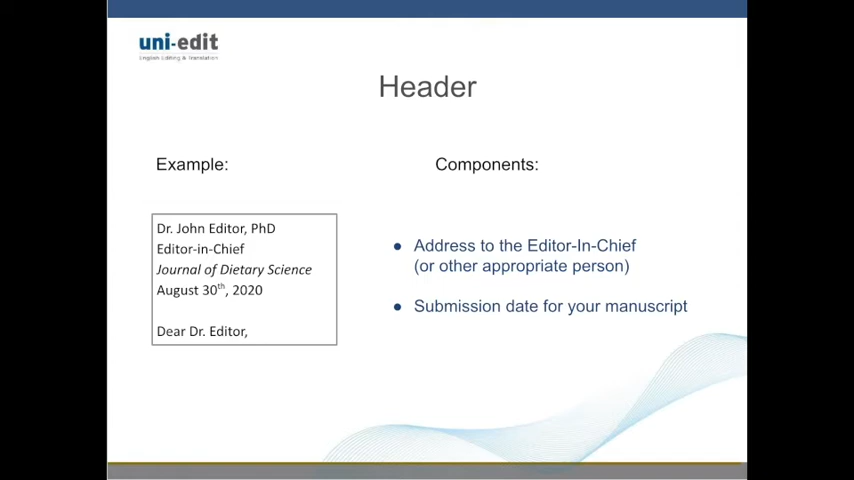 uni-edit
English Editing & Translation
Header
Example:
Components:
Dr. John Editor, PhD
Editor-in-Chief
Journal of Dietary Science
August 30th, 2020
Dear Dr. Editor,
● Address to the Editor-In-Chief
(or other appropriate person)
● Submission date for your manuscript